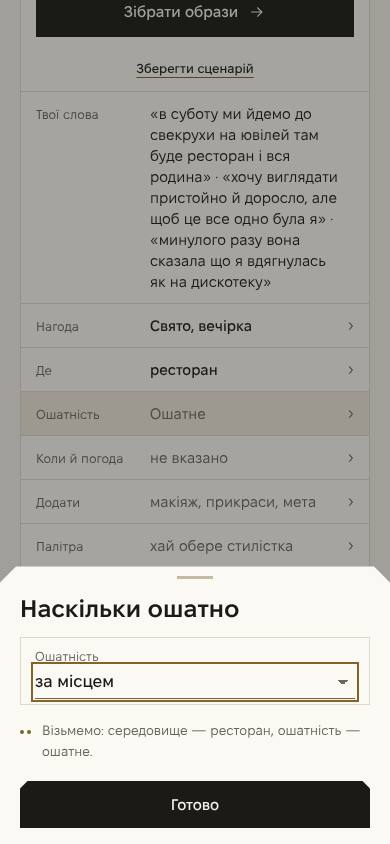 Зібрати образи →
Зберегти сценарій
Твої слова
«в суботу ми йдемо до
свекрухи на ювілей там
буде ресторан і вся
родина» · «хочу виглядати
пристойно й доросло, але
щоб це все одно була я» ·
«минулого разу вона
сказала що я вдягнулась
як на дискотеку»
Нагода Свято, вечірка
Де ресторан
Ошатність Ошатне
Коли й погода не вказано
Додати макіяж, прикраси, мета
Палітра хай обере стилістка
Наскільки ошатно
Ошатність
за місцем
Візьмемо: середовище — ресторан, ошатність —
ошатне.
Готово